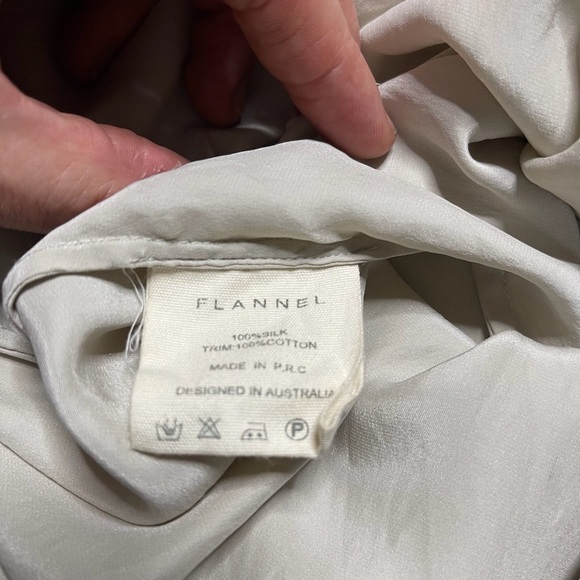 FLANNEL
100%SILK
TRIM:100%COTTON
MADE IN P.R.C
DESIGNED IN AUSTRALIA
P